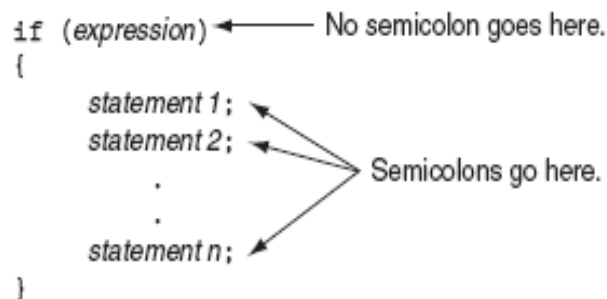 if (expression) No semicolon goes here.
{
statement 1;
statement 2;
Semicolons go here.
.
.
statement n;
}